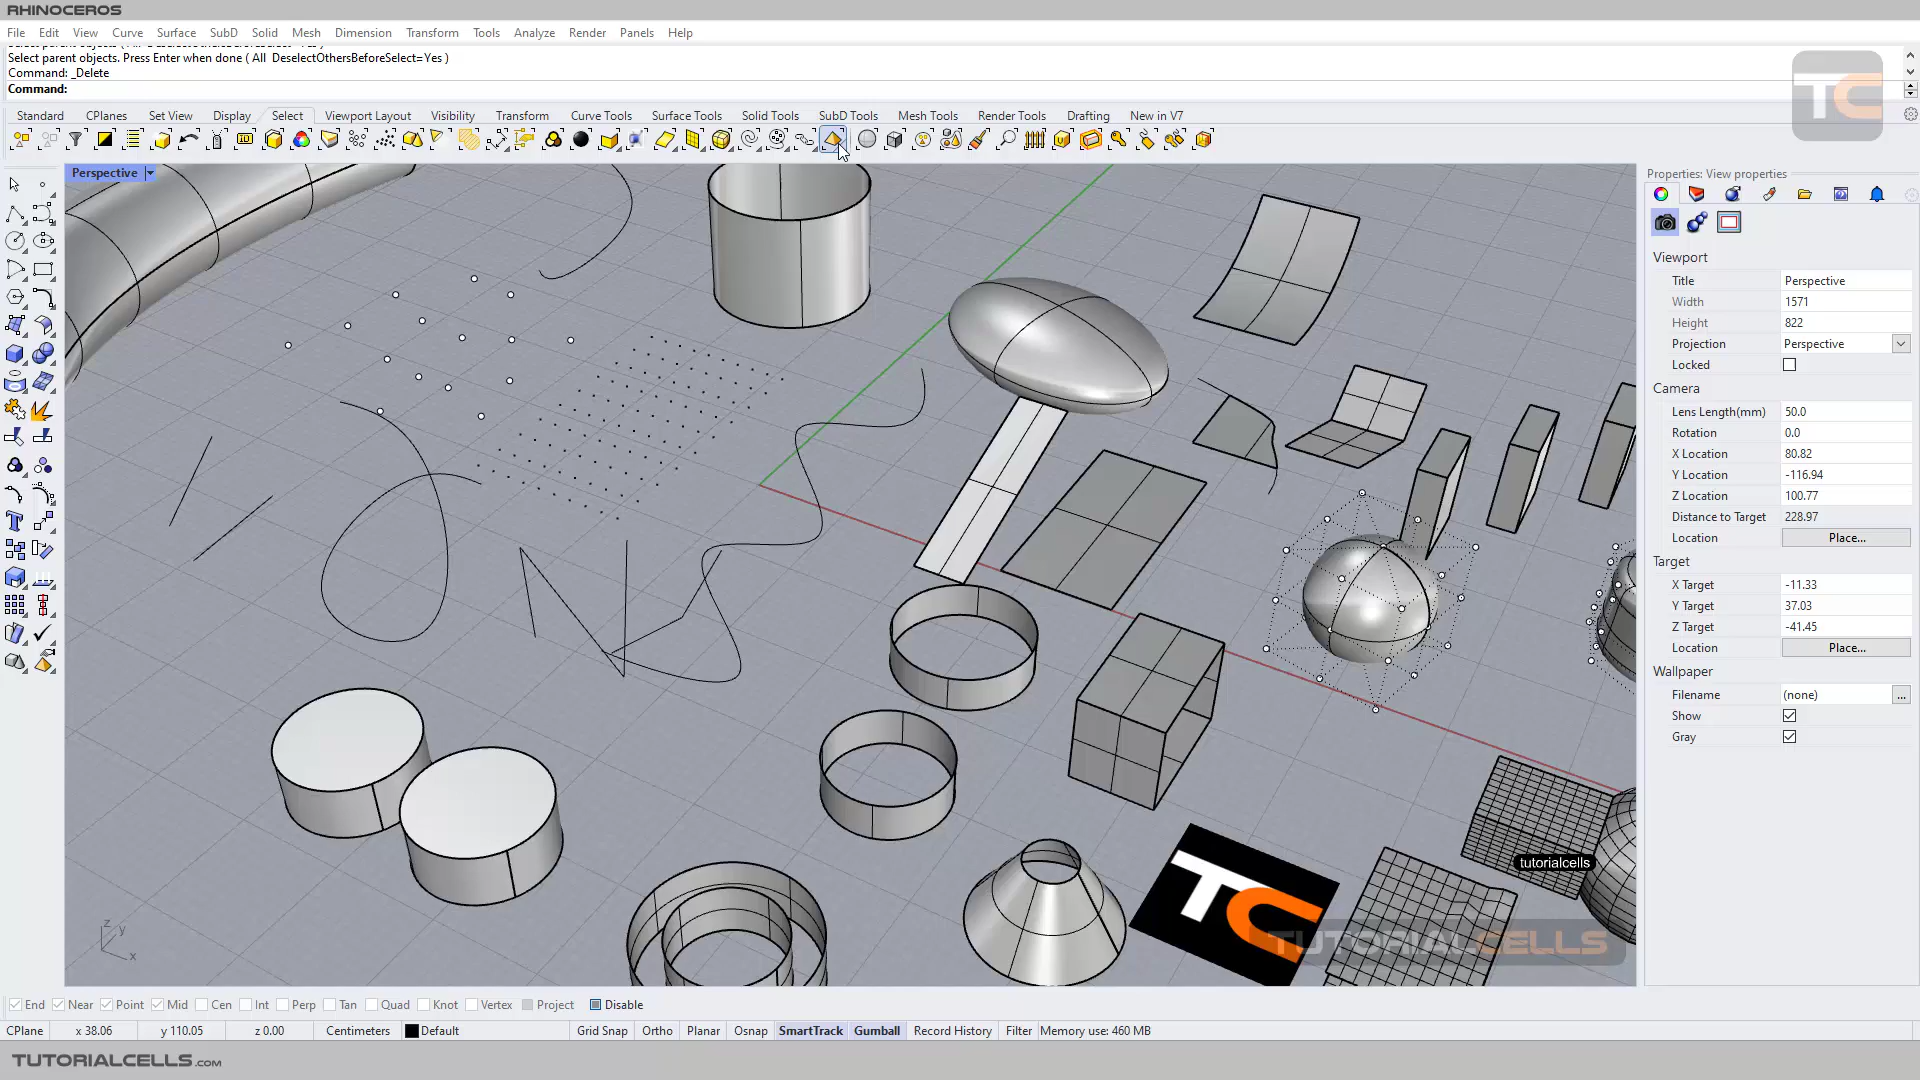 RHINOCEROS
File Edit View Curve Surface SubD Solid Mesh Dimension Transform Tools Analyze Render Panels Help
Select parent objects. Press Enter when done ( All DeselectOthersBeforeSelect=Yes )
Command: _Delete
Command:
TC
Standard CPlanes Set View Display Select Viewport Layout Visibility Transform Curve Tools Surface Tools Solid Tools SubD Tools Mesh Tools Render Tools Drafting New in V7
Perspective
Properties: View properties
Viewport
Title Perspective
Width 1571
Height 822
Projection Perspective
Locked
Camera
Lens Length(mm) 50.0
Rotation 0.0
X Location 80.82
Y Location -116.94
Z Location 100.77
Distance to Target 228.97
Location Place...
Target
X Target -11.33
Y Target 37.03
Z Target -41.45
Location Place...
Wallpaper
Filename (none) ...
Show
Gray
tutorialcells
TC
TUTORIALCELLS
z
y
x
End Near Point Mid Cen Int Perp Tan Quad Knot Vertex Project Disable
CPlane x 38.06 y 110.05 z 0.00 Centimeters Default Grid Snap Ortho Planar Osnap SmartTrack Gumball Record History Filter Memory use: 460 MB
TUTORIALCELLS.COM